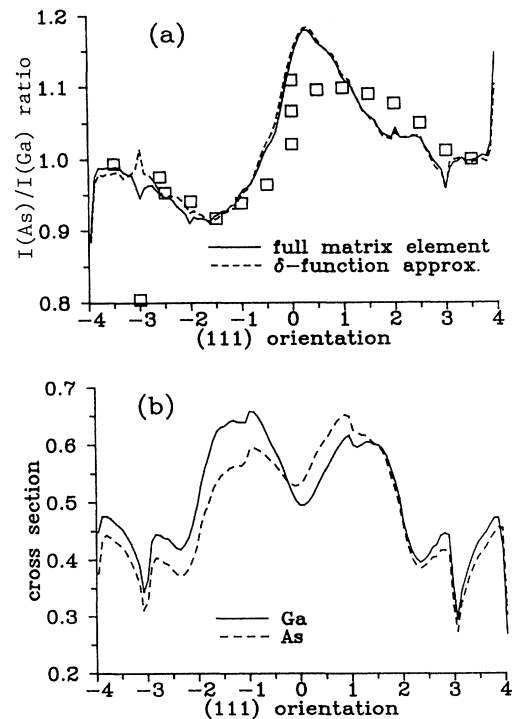 (a)
1.2
1.1
1.0
0.9
0.8
I(As)/I(Ga) ratio
full matrix element
δ-function approx.
-4 -3 -2 -1 0 1 2 3 4
(111) orientation
(b)
0.7
0.6
0.5
0.4
0.3
0.2
cross section
Ga
As
-4 -3 -2 -1 0 1 2 3 4
(111) orientation